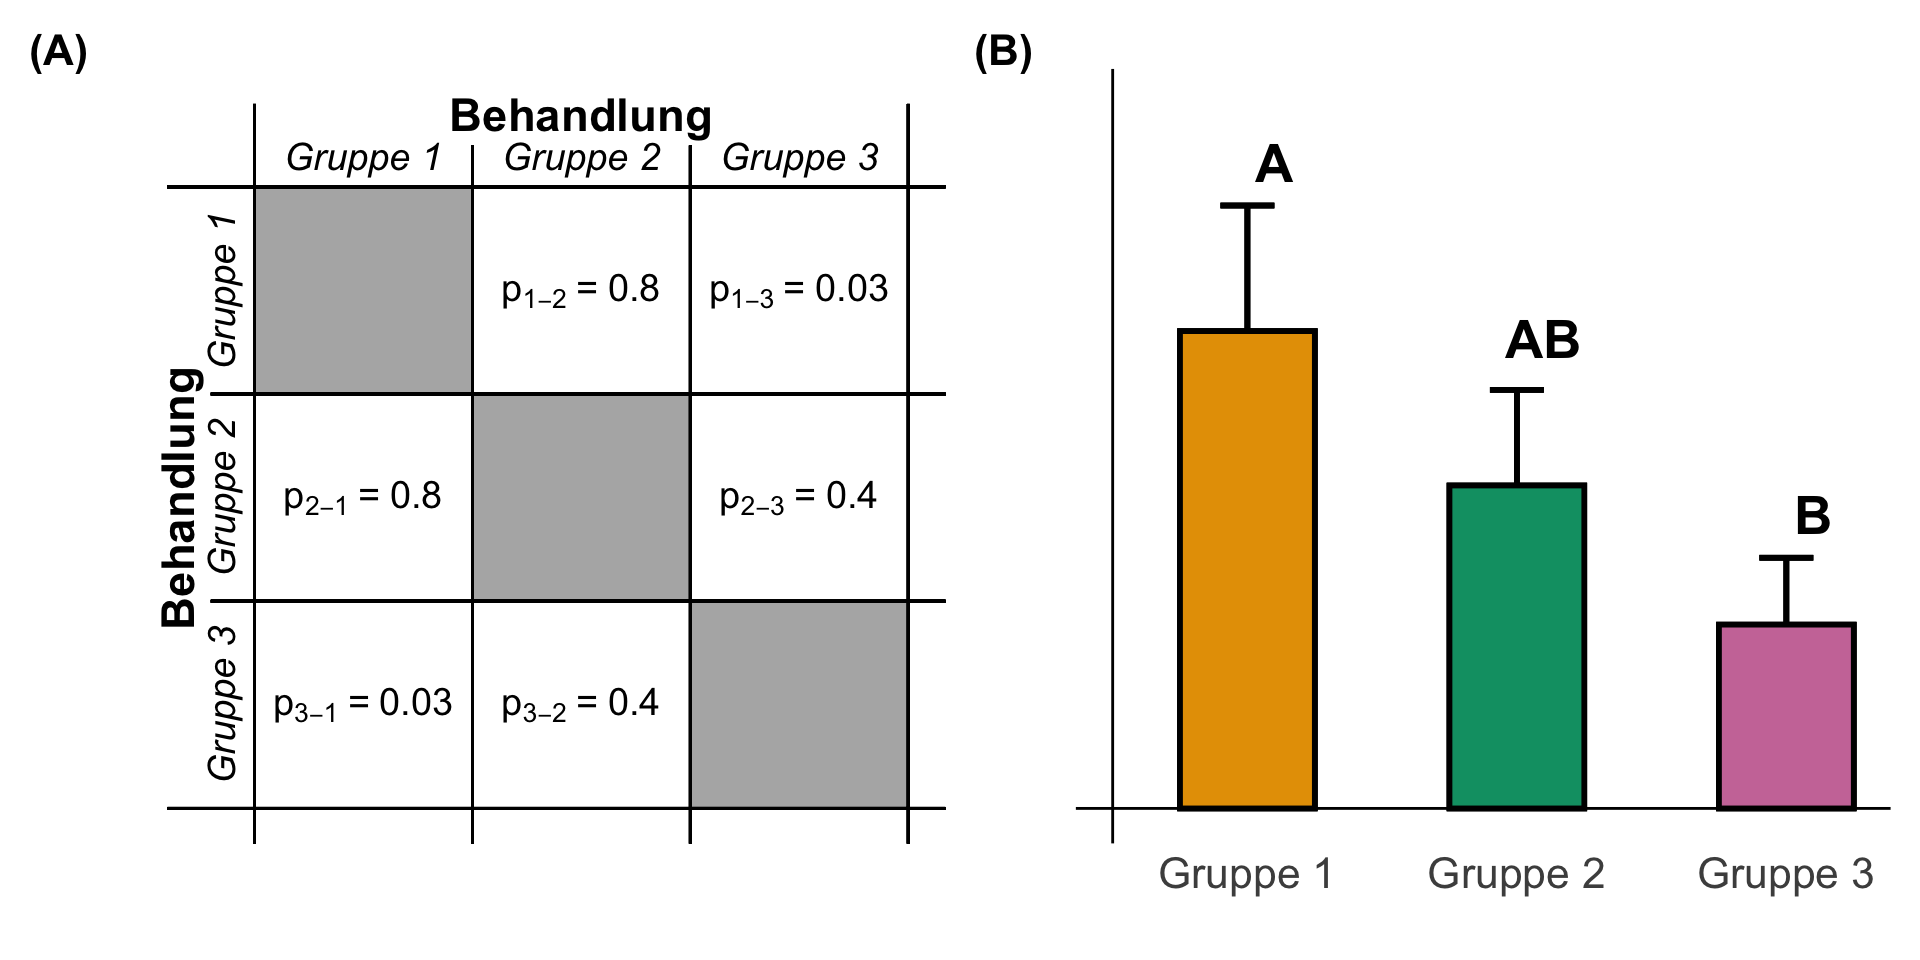 (A)
Behandlung
Gruppe 1 Gruppe 2 Gruppe 3
Behandlung
Gruppe 1
p1−2 = 0.8
p1−3 = 0.03
Gruppe 2
p2−1 = 0.8
p2−3 = 0.4
Gruppe 3
p3−1 = 0.03
p3−2 = 0.4
(B)
A
AB
B
Gruppe 1 Gruppe 2 Gruppe 3